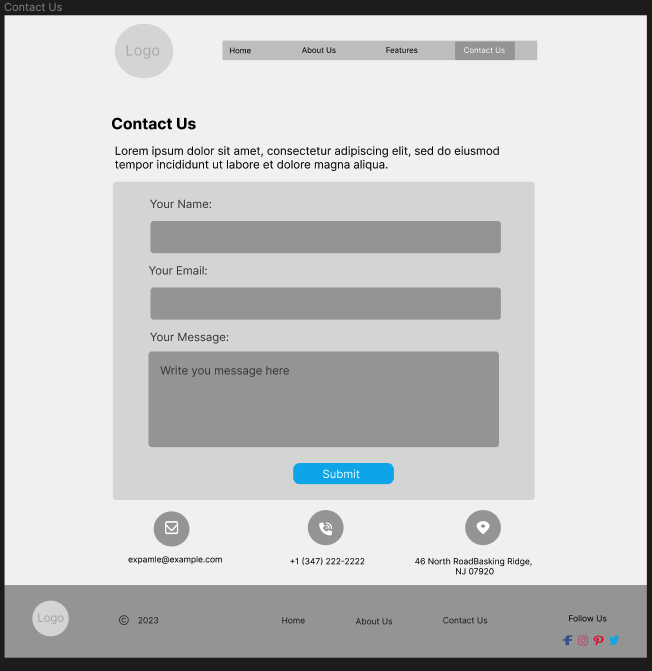 Contact Us
Logo
Home
About Us
Features
Contact Us
Contact Us
Lorem ipsum dolor sit amet, consectetur adipiscing elit, sed do eiusmod
tempor incididunt ut labore et dolore magna aliqua.
Your Name:
Your Email:
Your Message:
Write you message here
Submit
expamle@example.com
+1 (347) 222-2222
46 North RoadBasking Ridge,
NJ 07920
Logo
© 2023
Home
About Us
Contact Us
Follow Us